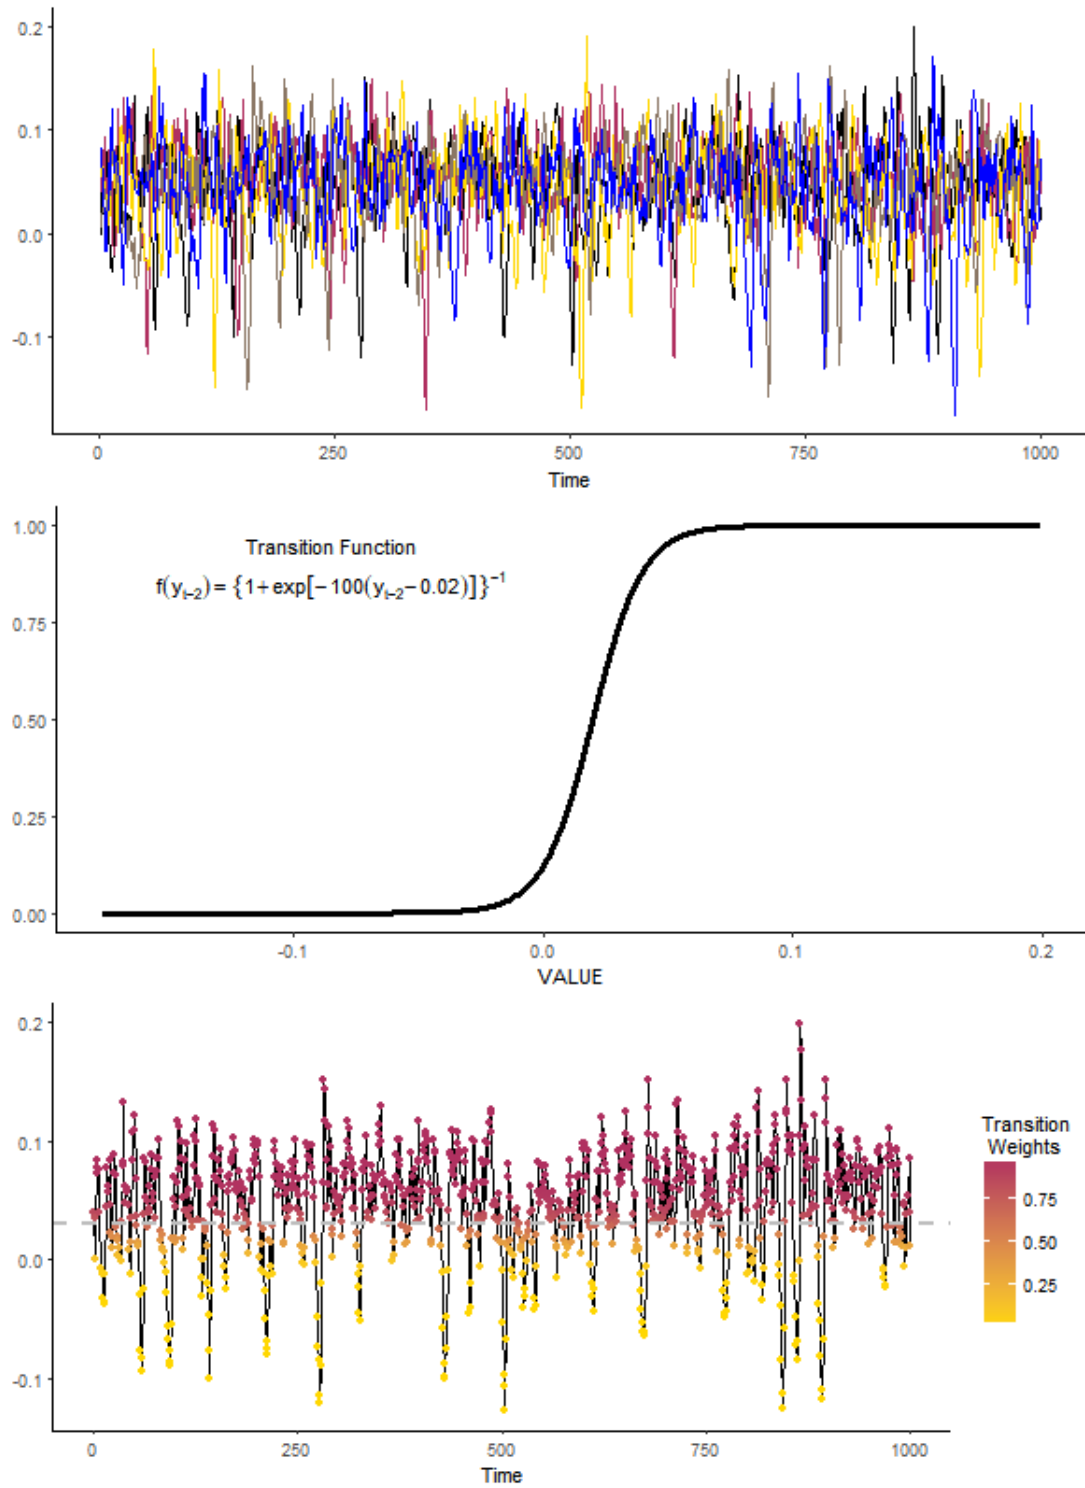 0.2
0.1
0.0
-0.1
0 250 500 750 1000
Time
1.00
0.75
0.50
0.25
0.00
Transition Function
f(y_{t-2}) = {1+exp[-100(y_{t-2}-0.02)]}^{-1}
-0.1 0.0 0.1 0.2
VALUE
0.2
0.1
0.0
-0.1
0 250 500 750 1000
Time
Transition
Weights
0.75
0.50
0.25